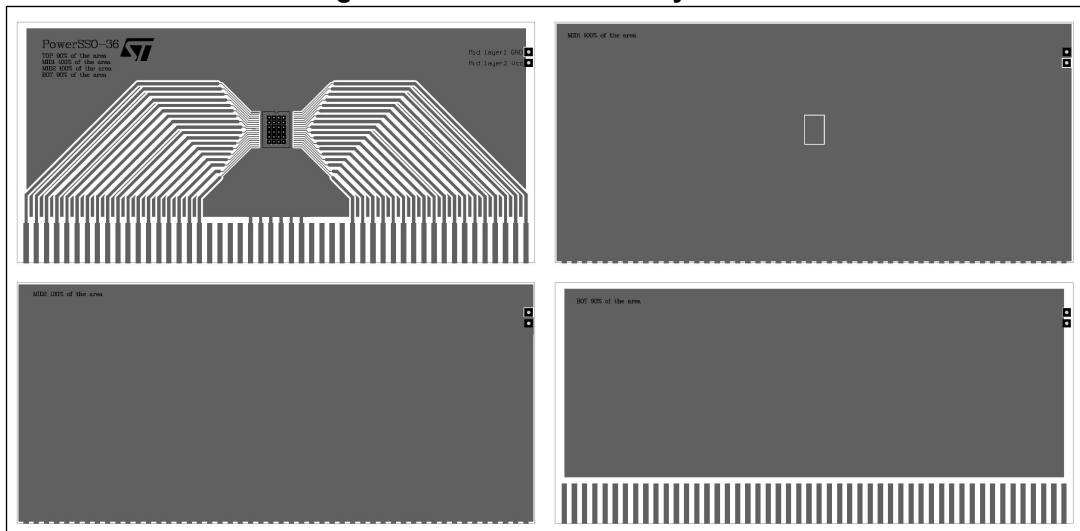 PowerSSO-36
TOP 90% of the area
MID1 100% of the area
MID2 100% of the area
BOT 90% of the area
Mid layer1 GND
Mid layer2 Vcc
MID1 100% of the area
MID2 100% of the area
BOT 90% of the area